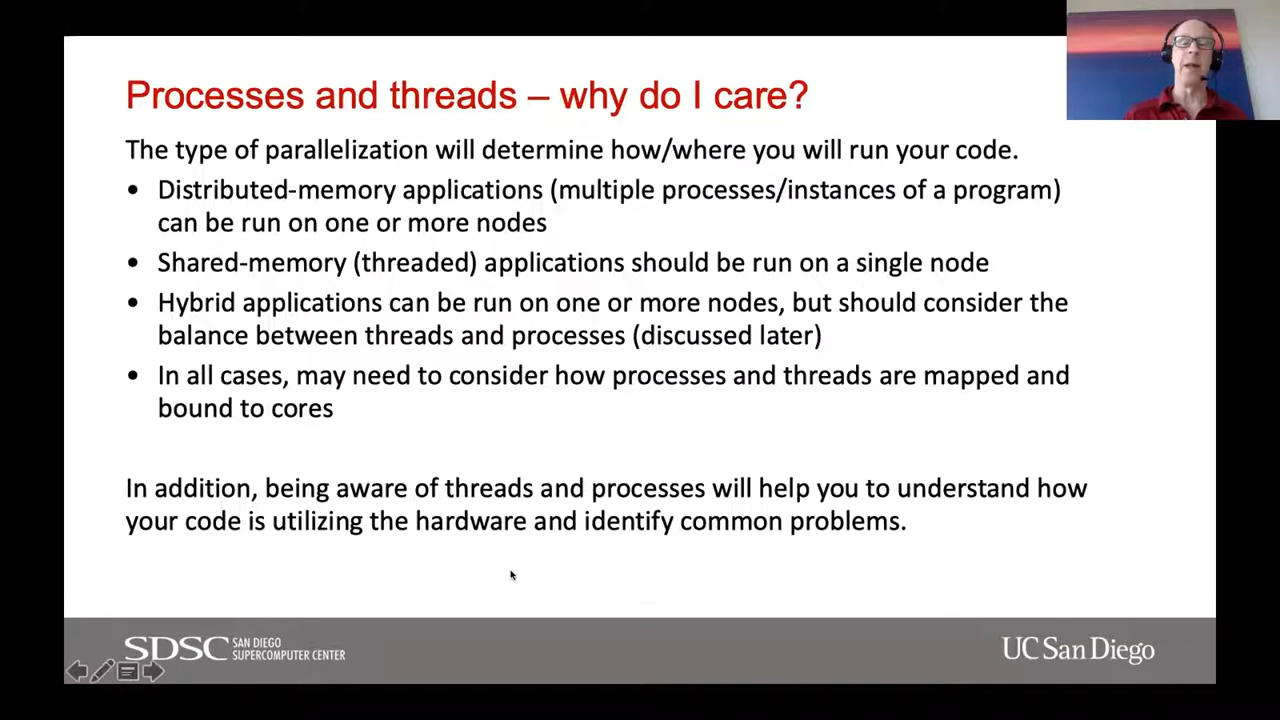 Processes and threads – why do I care?
The type of parallelization will determine how/where you will run your code.
• Distributed-memory applications (multiple processes/instances of a program)
can be run on one or more nodes
• Shared-memory (threaded) applications should be run on a single node
• Hybrid applications can be run on one or more nodes, but should consider the
balance between threads and processes (discussed later)
• In all cases, may need to consider how processes and threads are mapped and
bound to cores
In addition, being aware of threads and processes will help you to understand how
your code is utilizing the hardware and identify common problems.
SDSC SAN DIEGO
SUPERCOMPUTER CENTER
UC San Diego